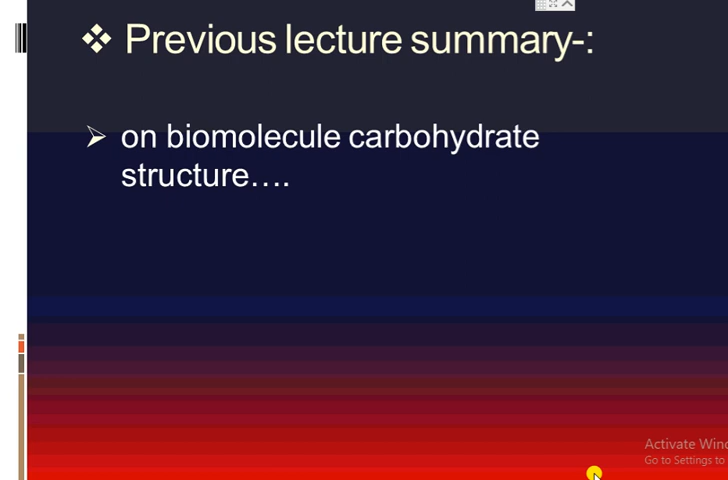 ❖ Previous lecture summary-:
➢ on biomolecule carbohydrate
structure….
Activate Wind
Go to Settings to